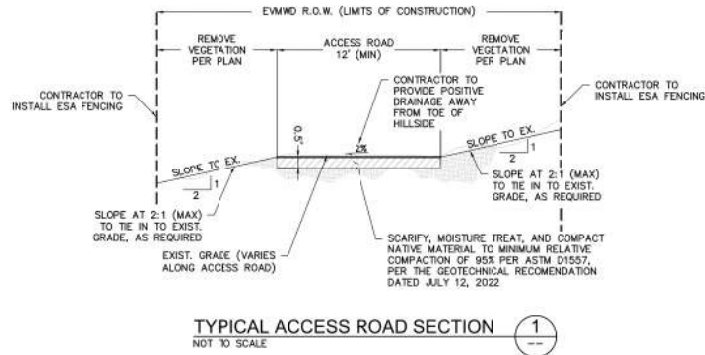 EVMWD R.O.W. (LIMITS OF CONSTRUCTION)
REMOVE
VEGETATION
PER PLAN
ACCESS ROAD
12' (MIN)
REMOVE
VEGETATION
PER PLAN
CONTRACTOR TO
INSTALL ESA FENCING
CONTRACTOR TO
PROVIDE POSITIVE
DRAINAGE AWAY
FROM TOE OF
HILLSIDE
CONTRACTOR TO
INSTALL ESA FENCING
0.5'
2%
SLOPE TO EX.
1
2
SLOPE TO EX.
1
2
SLOPE AT 2:1 (MAX)
TO TIE IN TO EXIST.
GRADE, AS REQUIRED
SLOPE AT 2:1 (MAX)
TO TIE IN TO EXIST.
GRADE, AS REQUIRED
EXIST. GRADE (VARIES
ALONG ACCESS ROAD)
SCARIFY, MOISTURE TREAT, AND COMPACT
NATIVE MATERIAL TO MINIMUM RELATIVE
COMPACTION OF 95% PER ASTM D1557,
PER THE GEOTECHNICAL RECOMENDATION
DATED JULY 12, 2022
TYPICAL ACCESS ROAD SECTION
NOT TO SCALE
1
--